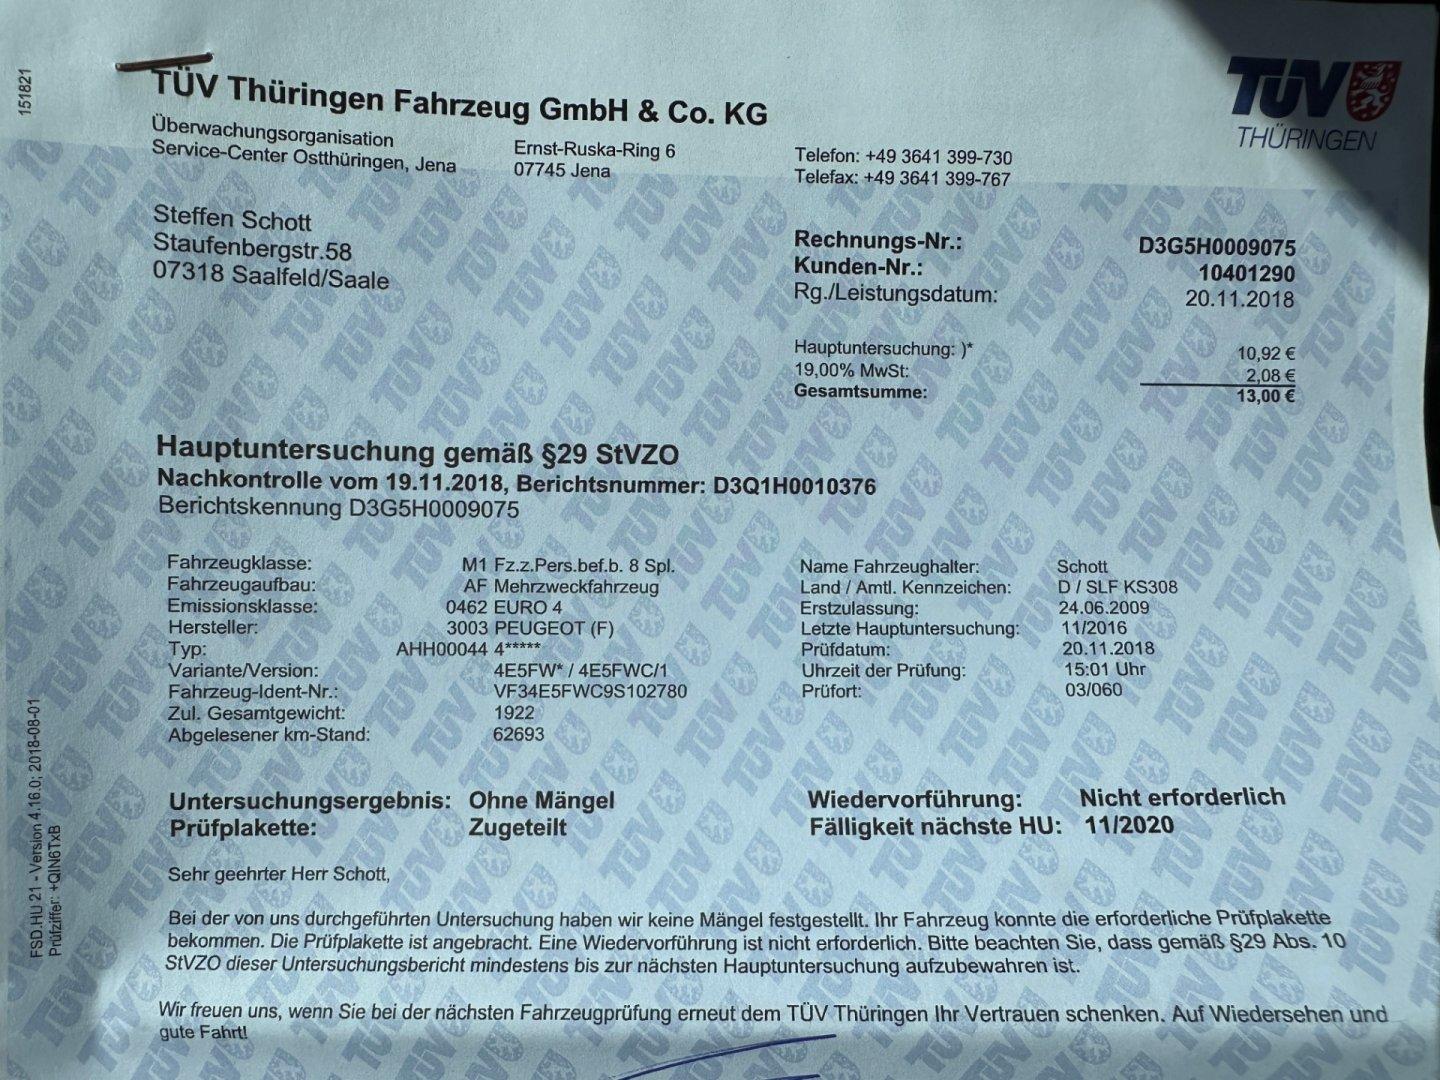 151821
TÜV Thüringen Fahrzeug GmbH & Co. KG
Überwachungsorganisation
Service-Center Ostthüringen, Jena
Ernst-Ruska-Ring 6
07745 Jena
Telefon: +49 3641 399-730
Telefax: +49 3641 399-767
TÜV
THÜRINGEN
Steffen Schott
Staufenbergstr.58
07318 Saalfeld/Saale
Rechnungs-Nr.: D3G5H0009075
Kunden-Nr.: 10401290
Rg./Leistungsdatum: 20.11.2018
Hauptuntersuchung: )* 10,92 €
19,00% MwSt: 2,08 €
Gesamtsumme: 13,00 €
Hauptuntersuchung gemäß §29 StVZO
Nachkontrolle vom 19.11.2018, Berichtsnummer: D3Q1H0010376
Berichtskennung D3G5H0009075
Fahrzeugklasse: M1 Fz.z.Pers.bef.b. 8 Spl.
Fahrzeugaufbau: AF Mehrzweckfahrzeug
Emissionsklasse: 0462 EURO 4
Hersteller: 3003 PEUGEOT (F)
Typ: AHH00044 4*****
Variante/Version: 4E5FW* / 4E5FWC/1
Fahrzeug-Ident-Nr.: VF34E5FWC9S102780
Zul. Gesamtgewicht: 1922
Abgelesener km-Stand: 62693
Name Fahrzeughalter: Schott
Land / Amtl. Kennzeichen: D / SLF KS308
Erstzulassung: 24.06.2009
Letzte Hauptuntersuchung: 11/2016
Prüfdatum: 20.11.2018
Uhrzeit der Prüfung: 15:01 Uhr
Prüfort: 03/060
Untersuchungsergebnis: Ohne Mängel
Prüfplakette: Zugeteilt
Wiedervorführung: Nicht erforderlich
Fälligkeit nächste HU: 11/2020
Sehr geehrter Herr Schott,
Bei der von uns durchgeführten Untersuchung haben wir keine Mängel festgestellt. Ihr Fahrzeug konnte die erforderliche Prüfplakette
bekommen. Die Prüfplakette ist angebracht. Eine Wiedervorführung ist nicht erforderlich. Bitte beachten Sie, dass gemäß §29 Abs. 10
StVZO dieser Untersuchungsbericht mindestens bis zur nächsten Hauptuntersuchung aufzubewahren ist.
Wir freuen uns, wenn Sie bei der nächsten Fahrzeugprüfung erneut dem TÜV Thüringen Ihr Vertrauen schenken. Auf Wiedersehen und
gute Fahrt!
FSD.HU 21 - Version 4.16.0; 2018-08-01
Prüfziffer: +QIN6TxB